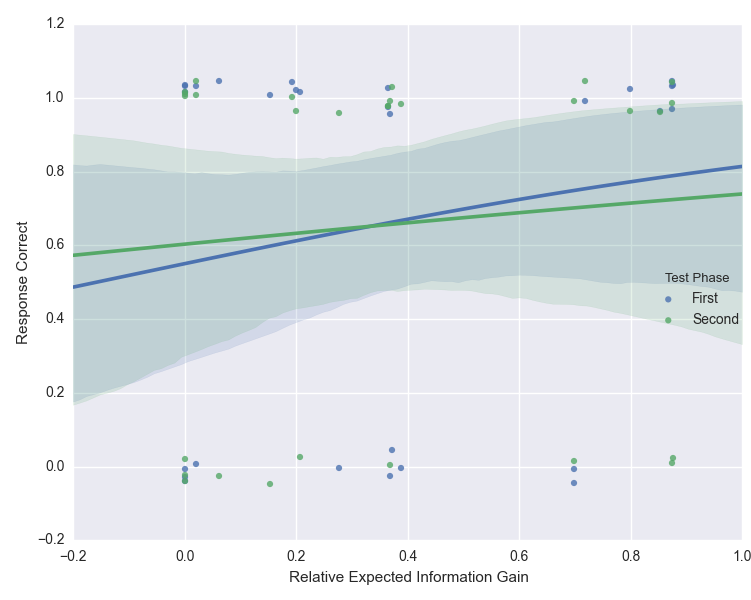 1.2
1.0
0.8
0.6
0.4
0.2
0.0
−0.2
Response Correct
Test Phase
First
Second
−0.2 0.0 0.2 0.4 0.6 0.8 1.0
Relative Expected Information Gain